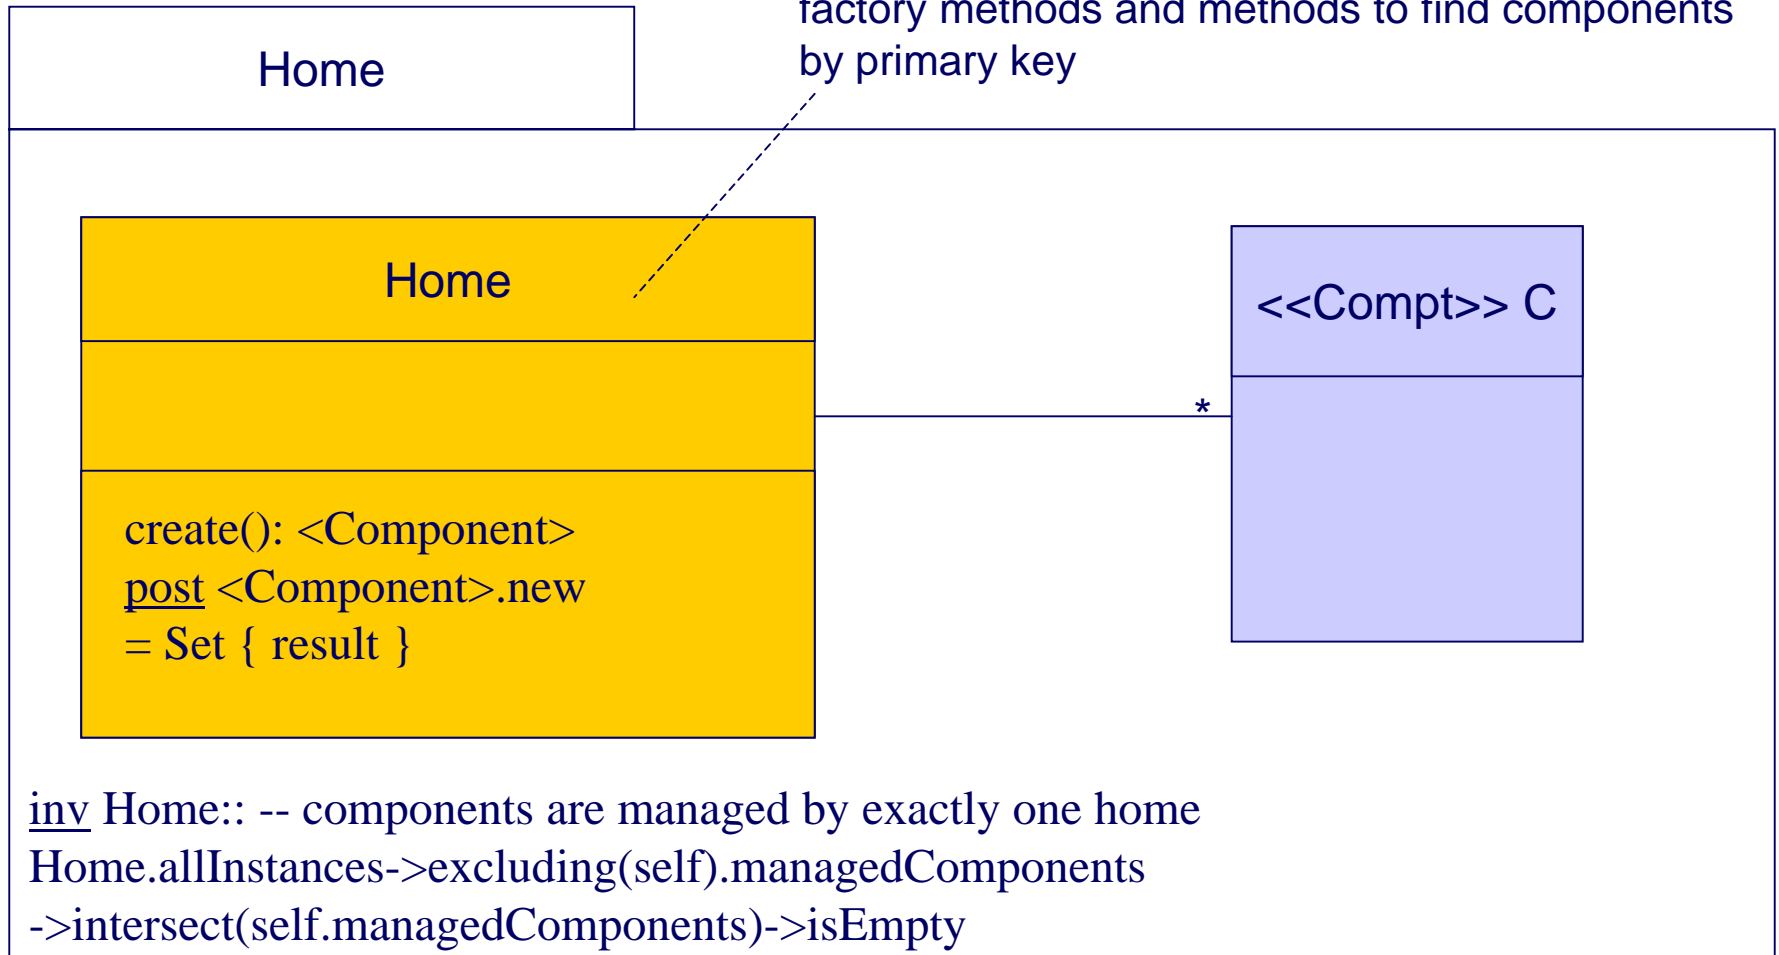 factory methods and methods to find components
by primary key
Home
Home
<<Compt>> C
*
create(): <Component>
post <Component>.new
= Set { result }
inv Home:: -- components are managed by exactly one home
Home.allInstances->excluding(self).managedComponents
->intersect(self.managedComponents)->isEmpty